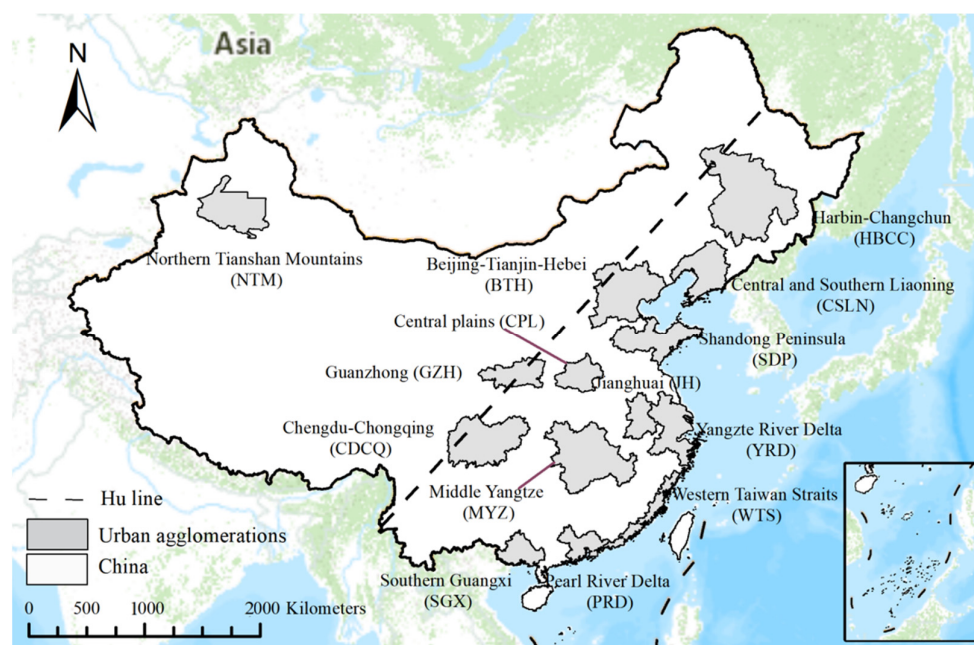 N
Asia
Harbin-Changchun
(HBCC)
Northern Tianshan Mountains
(NTM)
Beijing-Tianjin-Hebei
(BTH)
Central and Southern Liaoning
(CSLN)
Central plains (CPL)
Shandong Peninsula
(SDP)
Guanzhong (GZH)
Jianghuai (JH)
Chengdu-Chongqing
(CDCQ)
Yangzte River Delta
(YRD)
Middle Yangtze
(MYZ)
Western Taiwan Straits
(WTS)
Hu line
Urban agglomerations
China
Southern Guangxi
(SGX)
Pearl River Delta
(PRD)
0 500 1000 2000 Kilometers